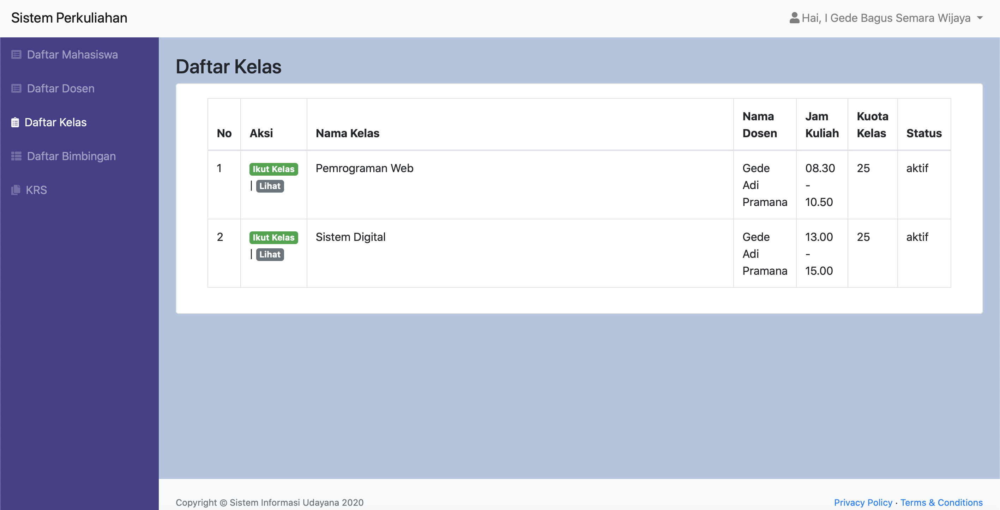 Sistem Perkuliahan
Hai, I Gede Bagus Semara Wijaya
Daftar Mahasiswa
Daftar Dosen
Daftar Kelas
Daftar Bimbingan
KRS
Daftar Kelas
No Aksi Nama Kelas Nama Dosen Jam Kuliah Kuota Kelas Status
1 Ikut Kelas | Lihat Pemrograman Web Gede Adi Pramana 08.30 - 10.50 25 aktif
2 Ikut Kelas | Lihat Sistem Digital Gede Adi Pramana 13.00 - 15.00 25 aktif
Copyright © Sistem Informasi Udayana 2020
Privacy Policy · Terms & Conditions